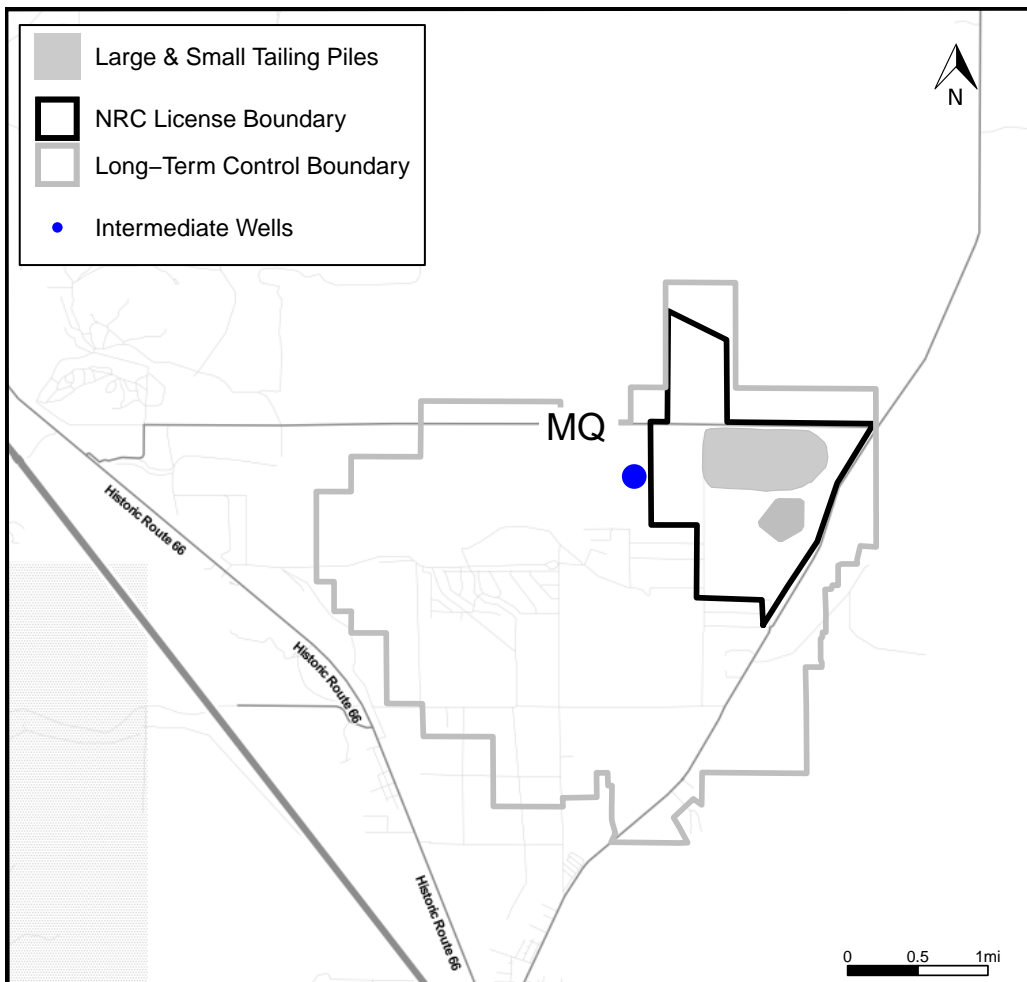 Large & Small Tailing Piles
NRC License Boundary
Long−Term Control Boundary
Intermediate Wells
N
MQ
Historic Route 66
Historic Route 66
Historic Route 66
0 0.5 1mi